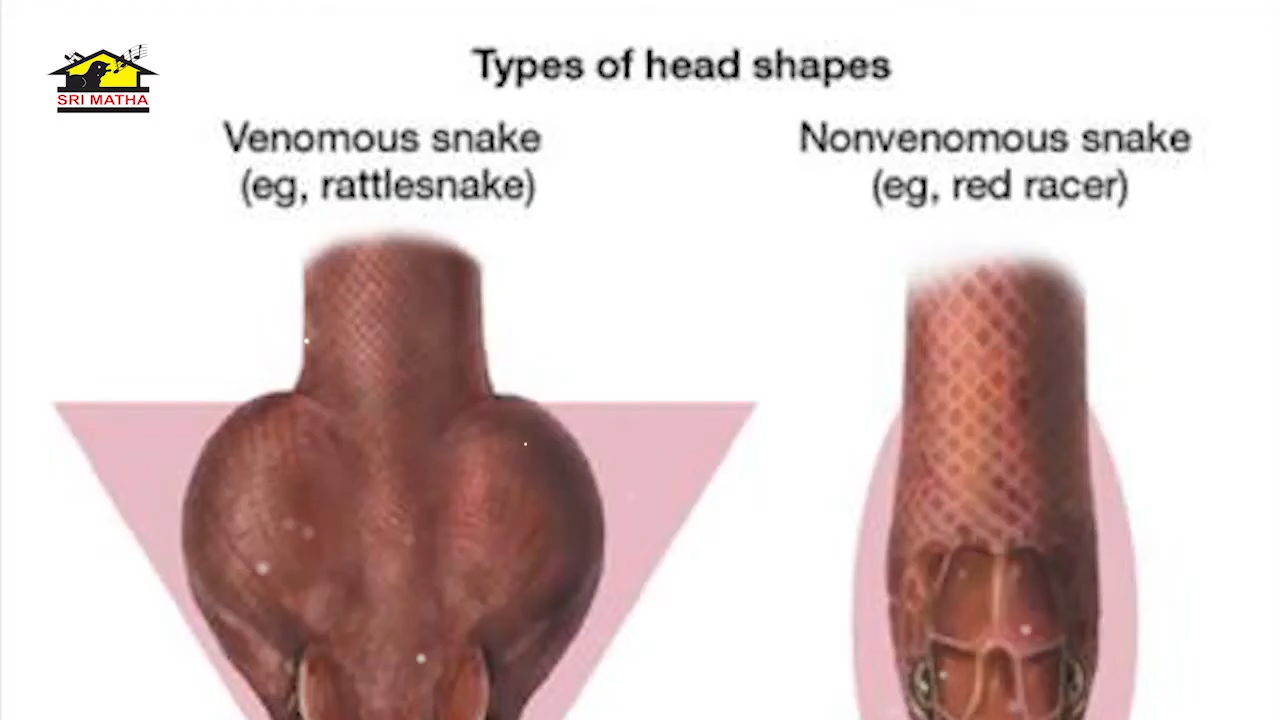 SRI MATHA
Types of head shapes
Venomous snake
(eg, rattlesnake)
Nonvenomous snake
(eg, red racer)